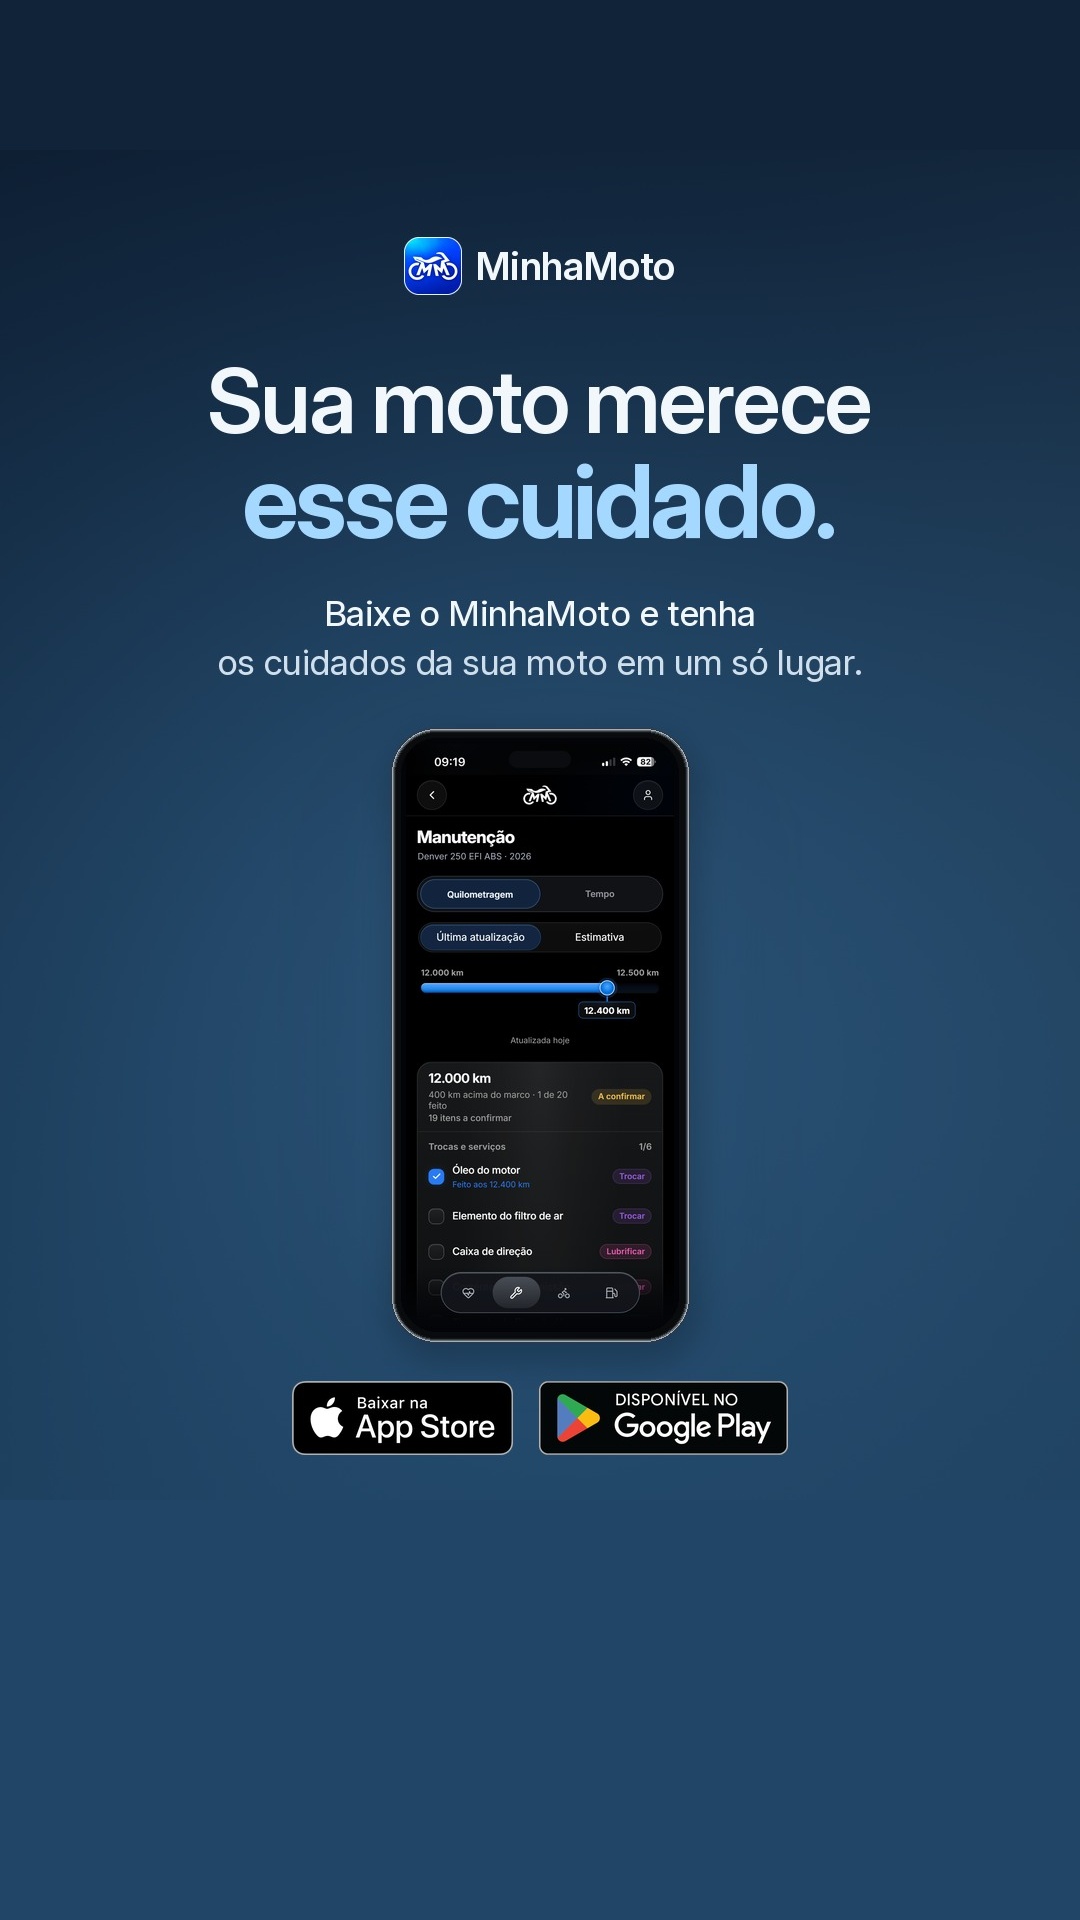 MinhaMoto
Sua moto merece
esse cuidado.
Baixe o MinhaMoto e tenha
os cuidados da sua moto em um só lugar.
09:19
82
Manutenção
Denver 250 EFI ABS · 2026
Quilometragem
Tempo
Última atualização
Estimativa
12.000 km
12.500 km
12.400 km
Atualizada hoje
12.000 km
400 km acima do marco · 1 de 20
feito
19 itens a confirmar
A confirmar
Trocas e serviços
1/6
Óleo do motor
Feito aos 12.400 km
Trocar
Elemento do filtro de ar
Trocar
Caixa de direção
Lubrificar
Baixar na
App Store
DISPONÍVEL NO
Google Play